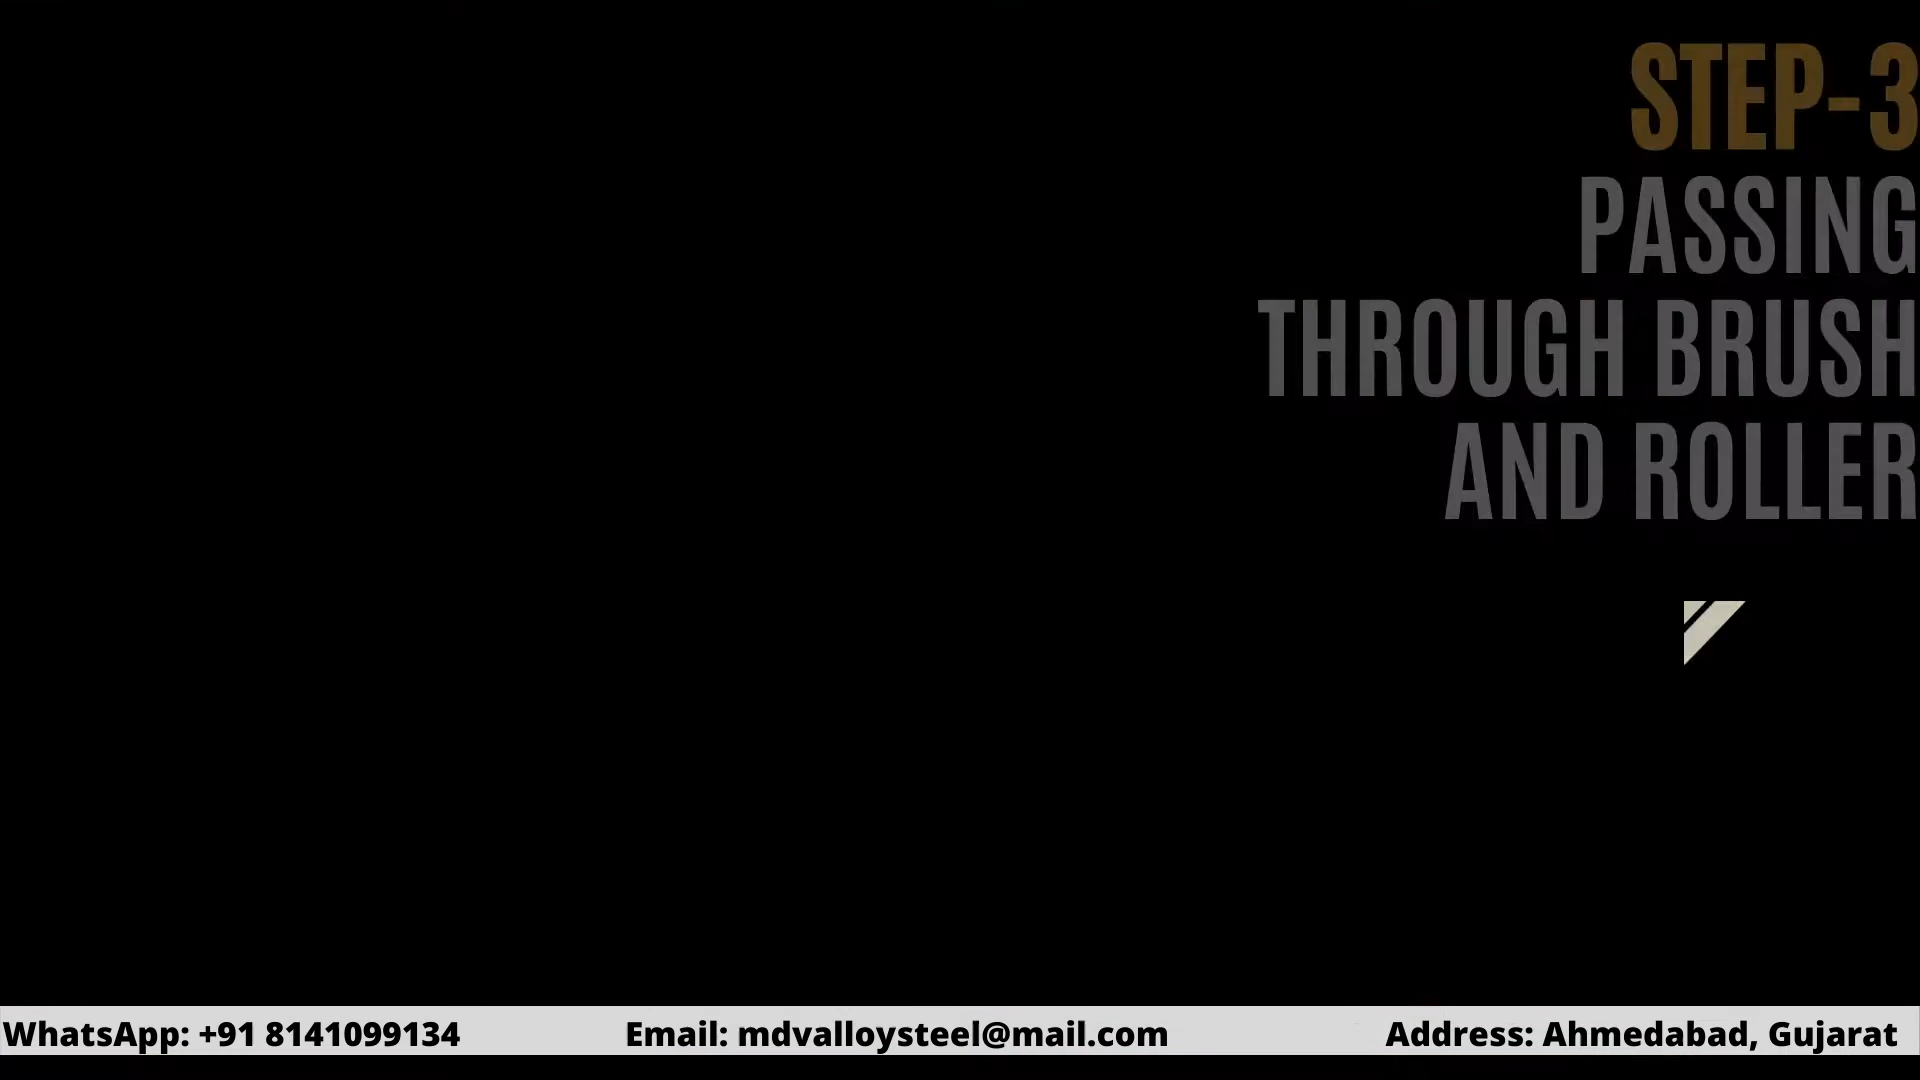 STEP-3
PASSING
THROUGH BRUSH
AND ROLLER
WhatsApp: +91 8141099134 Email: mdvalloysteel@mail.com Address: Ahmedabad, Gujarat